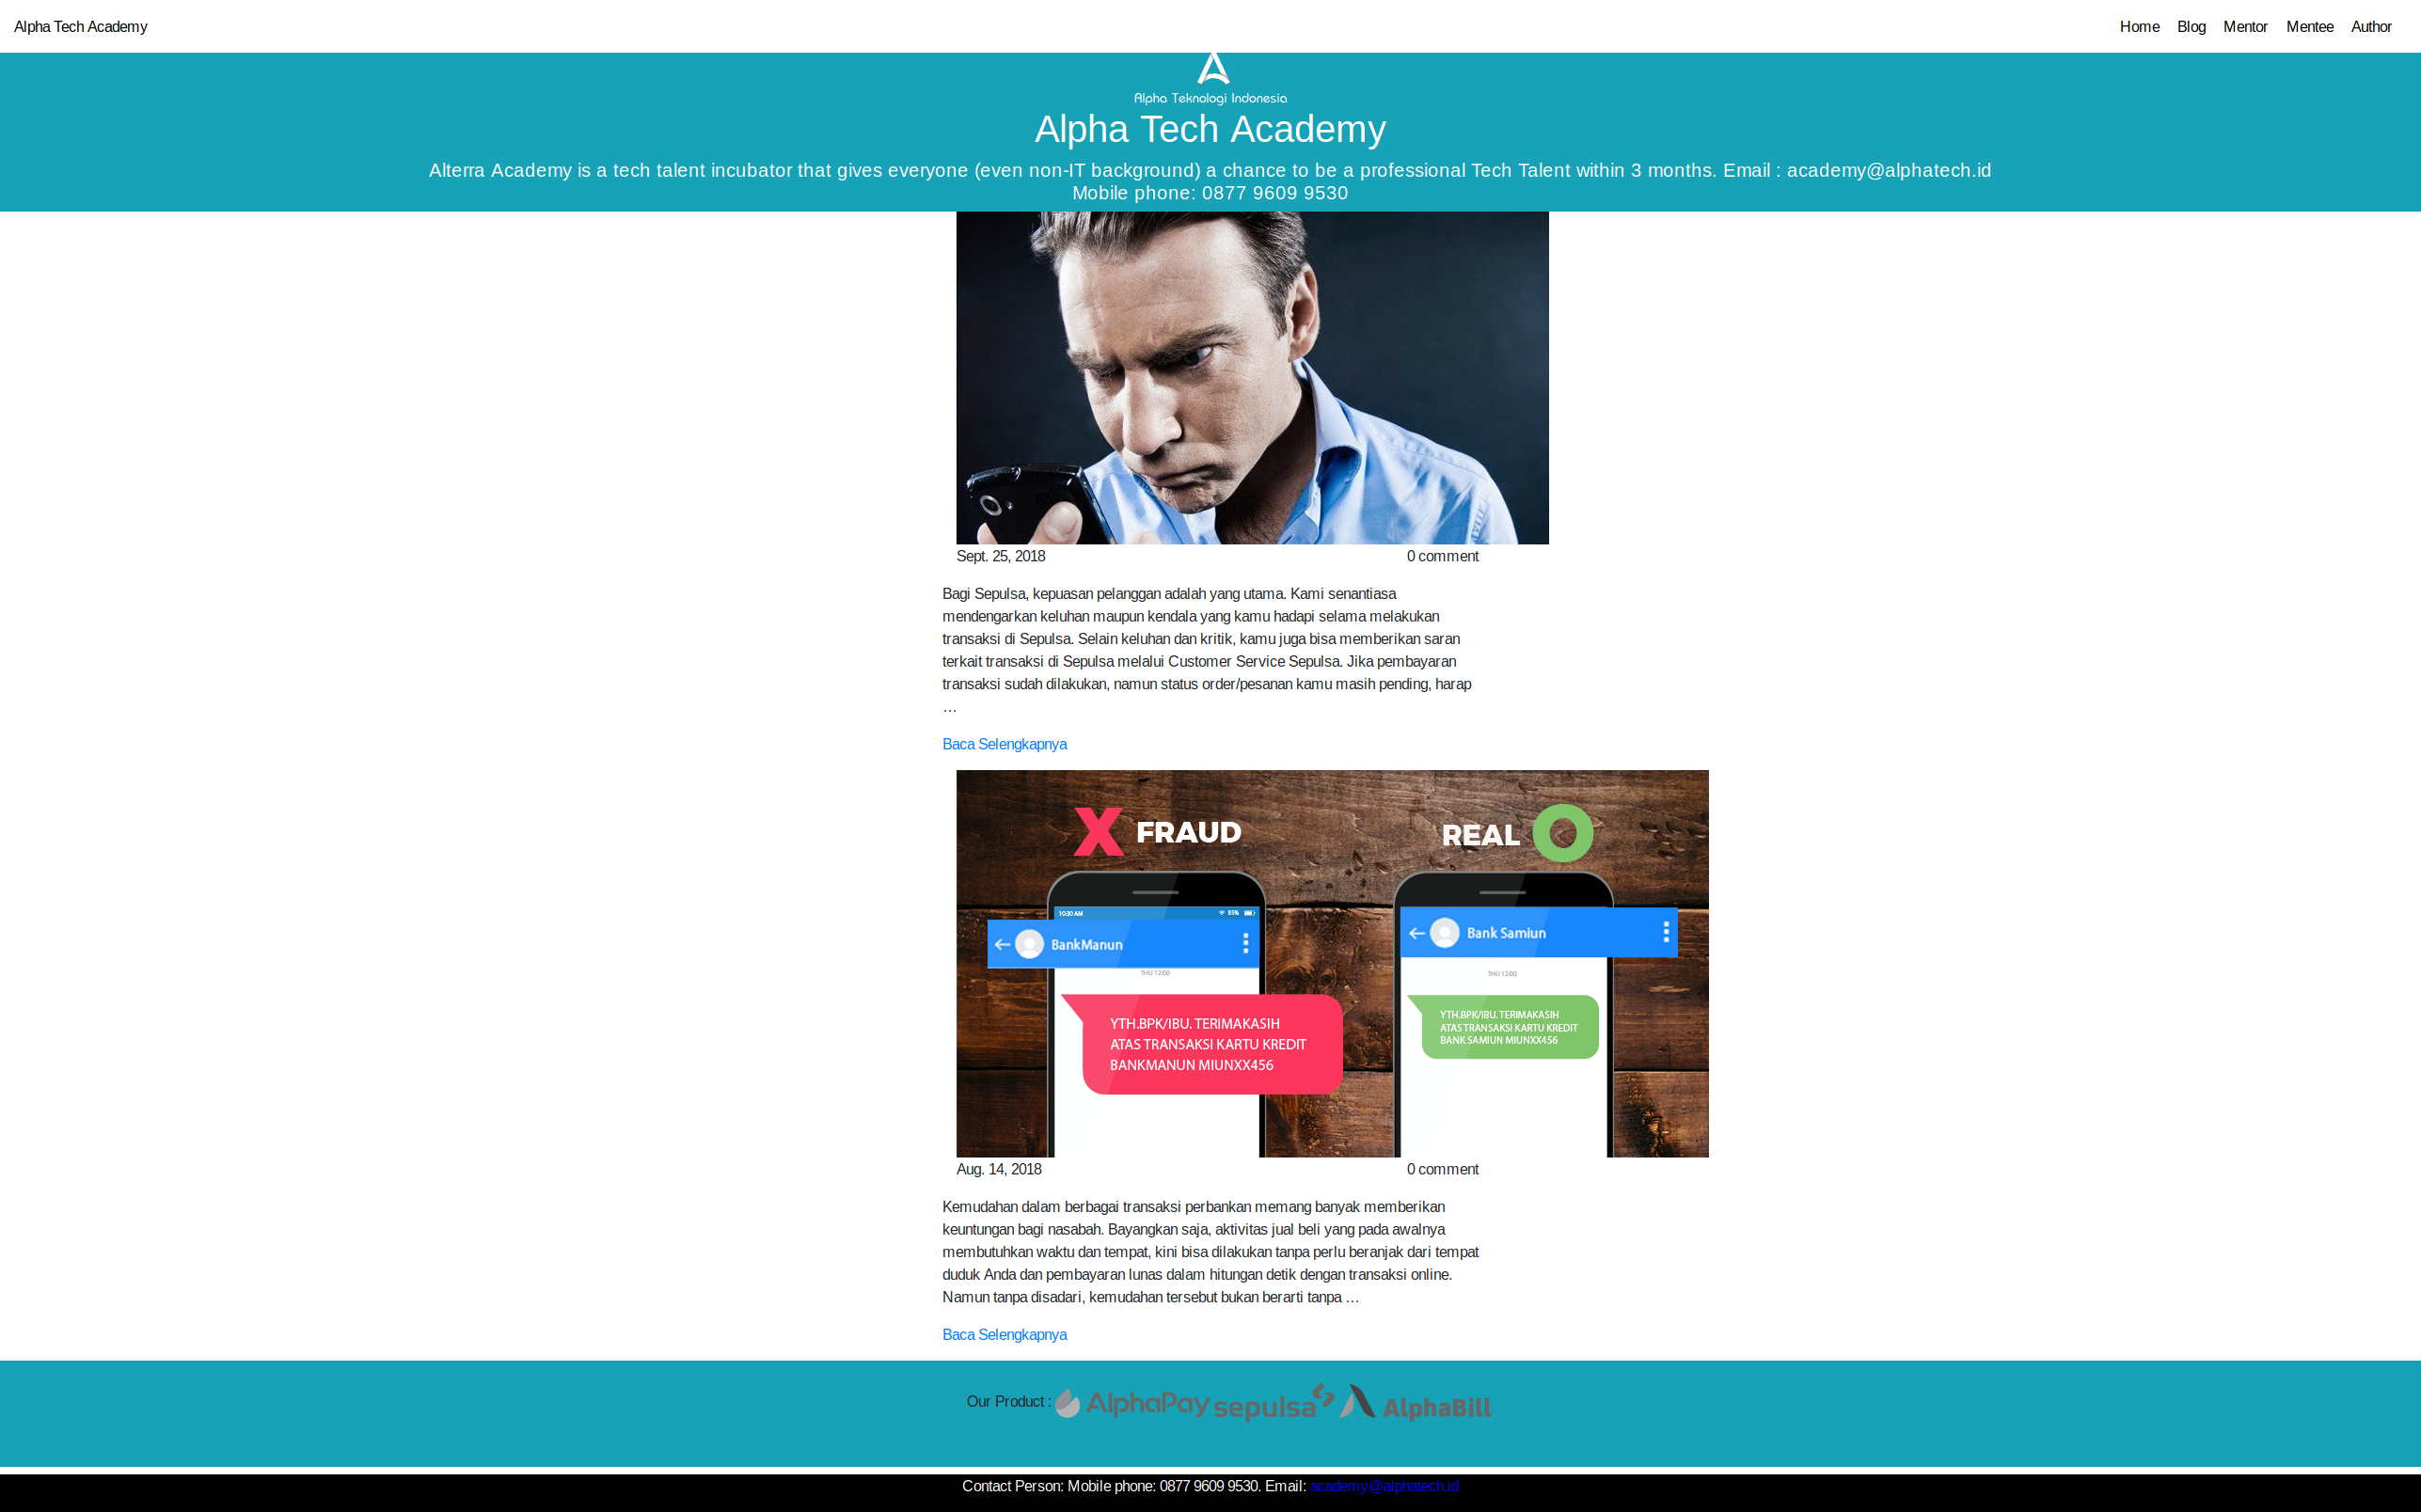 Alpha Tech Academy
Home Blog Mentor Mentee Author
Alpha Teknologi Indonesia
Alpha Tech Academy
Alterra Academy is a tech talent incubator that gives everyone (even non-IT background) a chance to be a professional Tech Talent within 3 months. Email : academy@alphatech.id
Mobile phone: 0877 9609 9530
Sept. 25, 2018 0 comment
Bagi Sepulsa, kepuasan pelanggan adalah yang utama. Kami senantiasa
mendengarkan keluhan maupun kendala yang kamu hadapi selama melakukan
transaksi di Sepulsa. Selain keluhan dan kritik, kamu juga bisa memberikan saran
terkait transaksi di Sepulsa melalui Customer Service Sepulsa. Jika pembayaran
transaksi sudah dilakukan, namun status order/pesanan kamu masih pending, harap
…
Baca Selengkapnya
X FRAUD
REAL O
10:30 AM 85%
BankManun
THU 12:00
YTH.BPK/IBU. TERIMAKASIH
ATAS TRANSAKSI KARTU KREDIT
BANKMANUN MIUNXX456
Bank Samiun
THU 12:00
YTH.BPK/IBU. TERIMAKASIH
ATAS TRANSAKSI KARTU KREDIT
BANK SAMIUN MIUNXX456
Aug. 14, 2018 0 comment
Kemudahan dalam berbagai transaksi perbankan memang banyak memberikan
keuntungan bagi nasabah. Bayangkan saja, aktivitas jual beli yang pada awalnya
membutuhkan waktu dan tempat, kini bisa dilakukan tanpa perlu beranjak dari tempat
duduk Anda dan pembayaran lunas dalam hitungan detik dengan transaksi online.
Namun tanpa disadari, kemudahan tersebut bukan berarti tanpa …
Baca Selengkapnya
Our Product : AlphaPay sepulsa AlphaBill
Contact Person: Mobile phone: 0877 9609 9530. Email: academy@alphatech.id